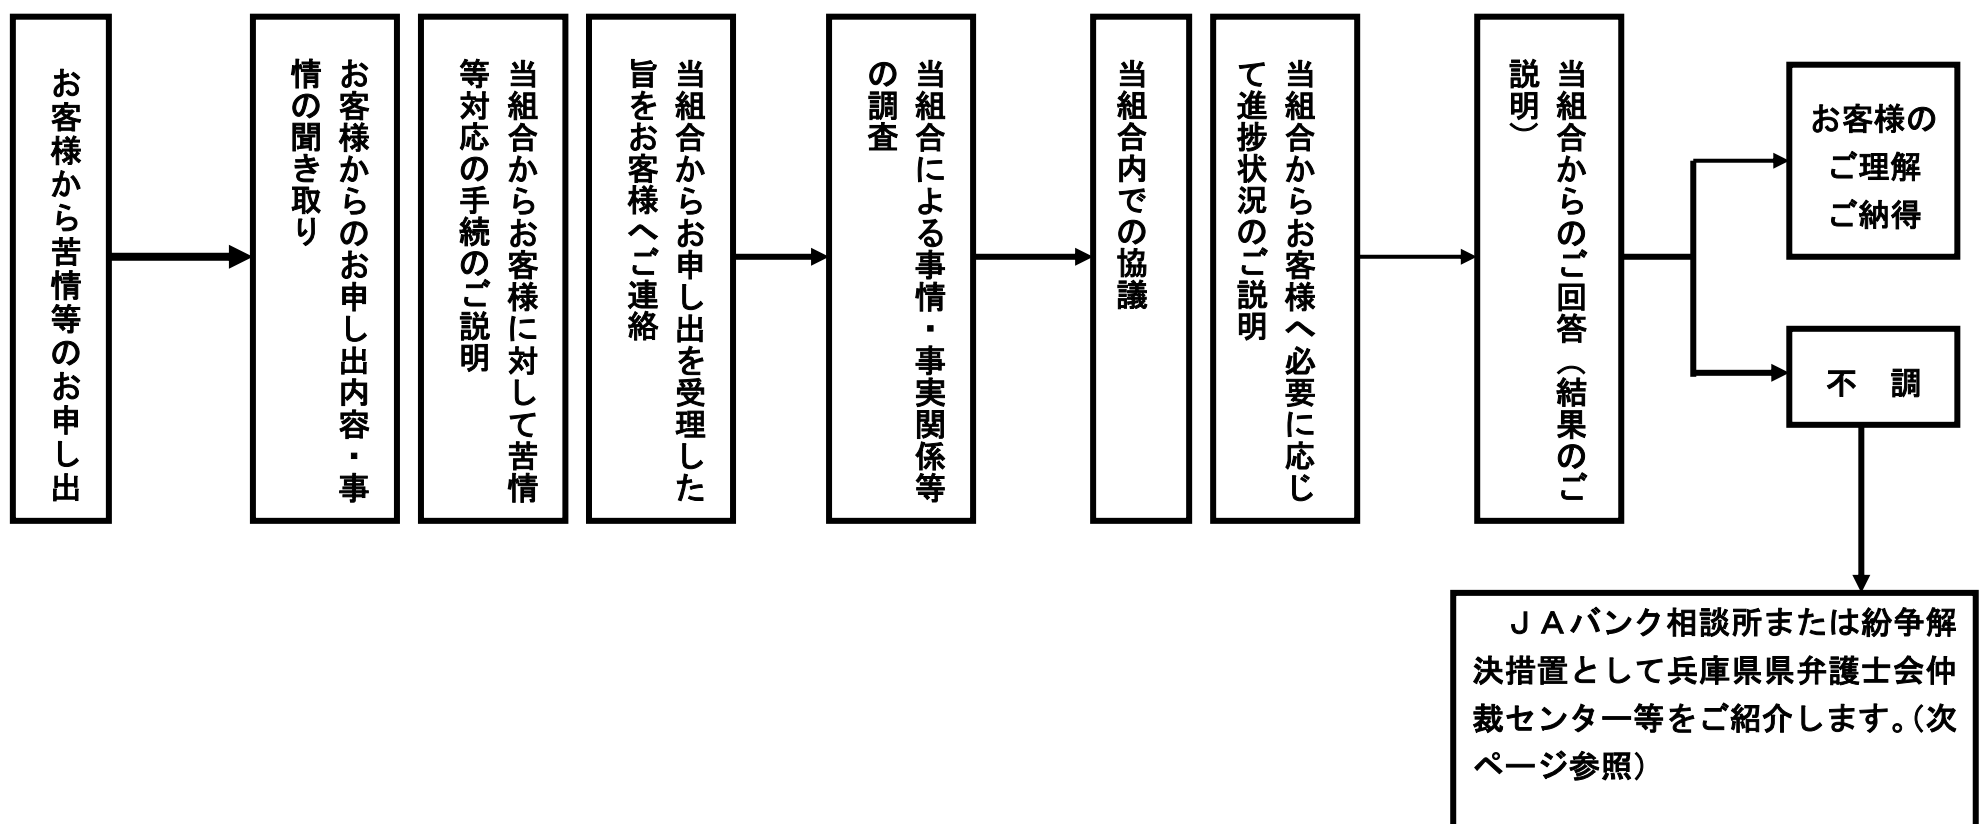 お客様から苦情等のお申し出
お客様からのお申し出内容・事
情の聞き取り
当組合からお客様に対して苦情
等対応の手続のご説明
当組合からお申し出を受理した
旨をお客様へご連絡
当組合による事情・事実関係等
の調査
当組合内での協議
当組合からお客様へ必要に応じ
て進捗状況のご説明
当組合からのご回答（結果のご
説明）
お客様の
ご理解
ご納得
不　調
ＪＡバンク相談所または紛争解
決措置として兵庫県県弁護士会仲
裁センター等をご紹介します。（次
ページ参照）